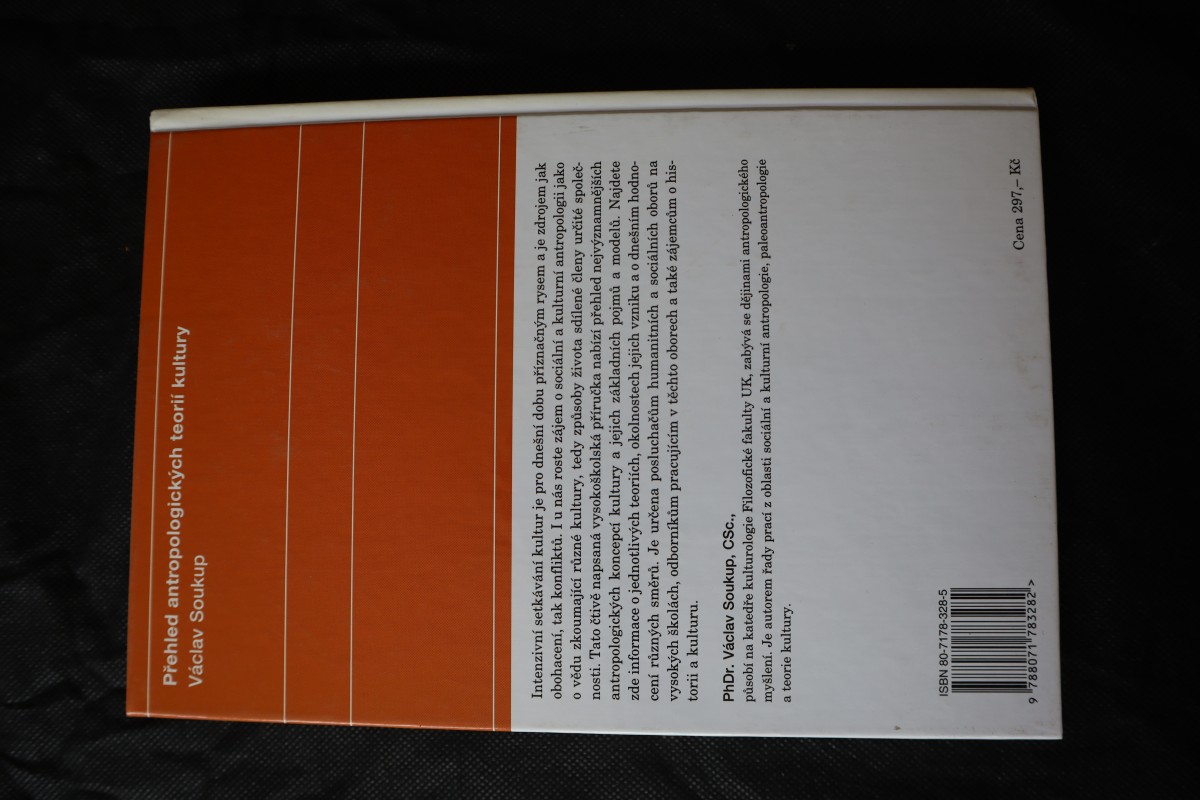 Přehled antropologických teorií kultury
Václav Soukup
Intenzivní setkávání kultur je pro dnešní dobu příznačným rysem a je zdrojem jak
obohacení, tak konfliktů. I u nás roste zájem o sociální a kulturní antropologii jako
o vědu zkoumající různé kultury, tedy způsoby života sdílené členy určité společ-
nosti. Tato čtivě napsaná vysokoškolská příručka nabízí přehled nejvýznamnějších
antropologických koncepcí kultury a jejich základních pojmů a modelů. Najdete
zde informace o jednotlivých teoriích, okolnostech jejich vzniku a o dnešním hodno-
cení různých směrů. Je určena posluchačům humanitních a sociálních oborů na
vysokých školách, odborníkům pracujícím v těchto oborech a také zájemcům o his-
torii a kulturu.
PhDr. Václav Soukup, CSc.,
působí na katedře kulturologie Filozofické fakulty UK, zabývá se dějinami antropologického
myšlení. Je autorem řady prací z oblasti sociální a kulturní antropologie, paleoantropologie
a teorie kultury.
ISBN 80-7178-328-5
9 788071 783282 >
Cena 297,– Kč